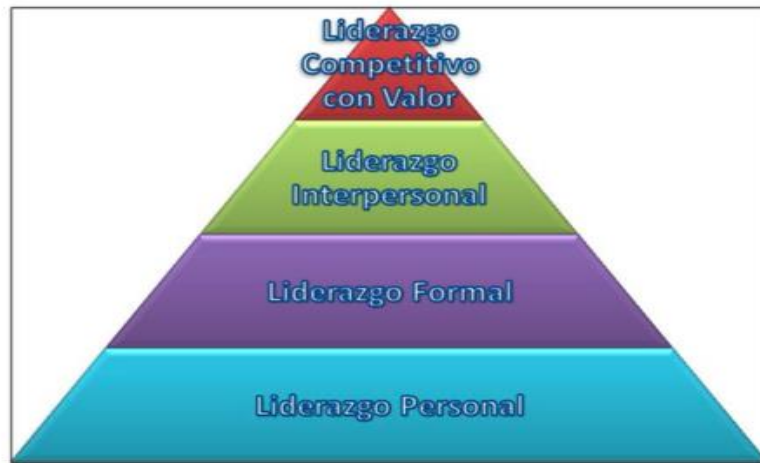 Liderazgo
Competitivo
con Valor
Liderazgo
Interpersonal
Liderazgo Formal
Liderazgo Personal